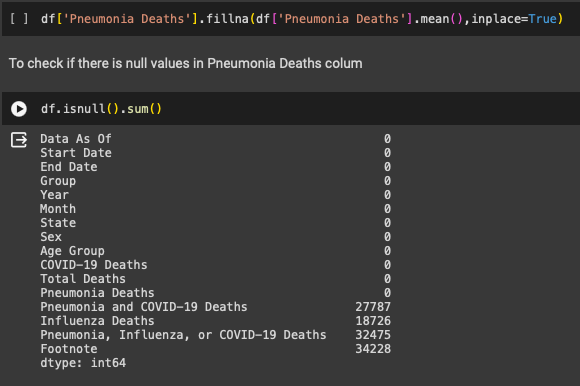 [ ] df['Pneumonia Deaths'].fillna(df['Pneumonia Deaths'].mean(),inplace=True)
To check if there is null values in Pneumonia Deaths colum
df.isnull().sum()
Data As Of 0
Start Date 0
End Date 0
Group 0
Year 0
Month 0
State 0
Sex 0
Age Group 0
COVID-19 Deaths 0
Total Deaths 0
Pneumonia Deaths 0
Pneumonia and COVID-19 Deaths 27787
Influenza Deaths 18726
Pneumonia, Influenza, or COVID-19 Deaths 32475
Footnote 34228
dtype: int64